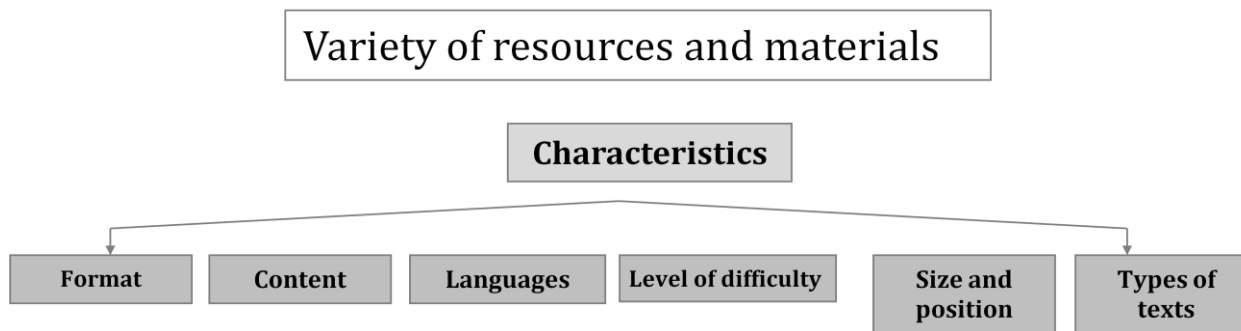 Variety of resources and materials
Characteristics
Format
Content
Languages
Level of difficulty
Size and
position
Types of
texts